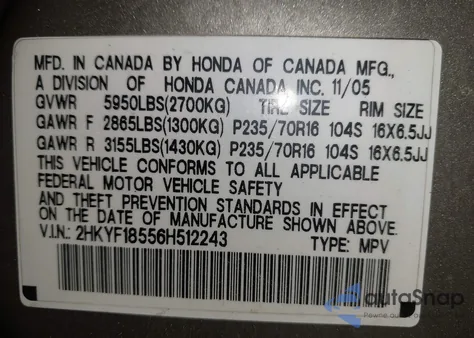 MFD. IN CANADA BY HONDA OF CANADA MFG.,
A DIVISION OF HONDA CANADA INC. 11/05
GVWR 5950LBS(2700KG) TIRE SIZE RIM SIZE
GAWR F 2865LBS(1300KG) P235/70R16 104S 16X6.5JJ
GAWR R 3155LBS(1430KG) P235/70R16 104S 16X6.5JJ
THIS VEHICLE CONFORMS TO ALL APPLICABLE
FEDERAL MOTOR VEHICLE SAFETY
AND THEFT PREVENTION STANDARDS IN EFFECT
ON THE DATE OF MANUFACTURE SHOWN ABOVE.
V.I.N.: 2HKYF18556H512243 TYPE: MPV
autaSnap
Pewne auta